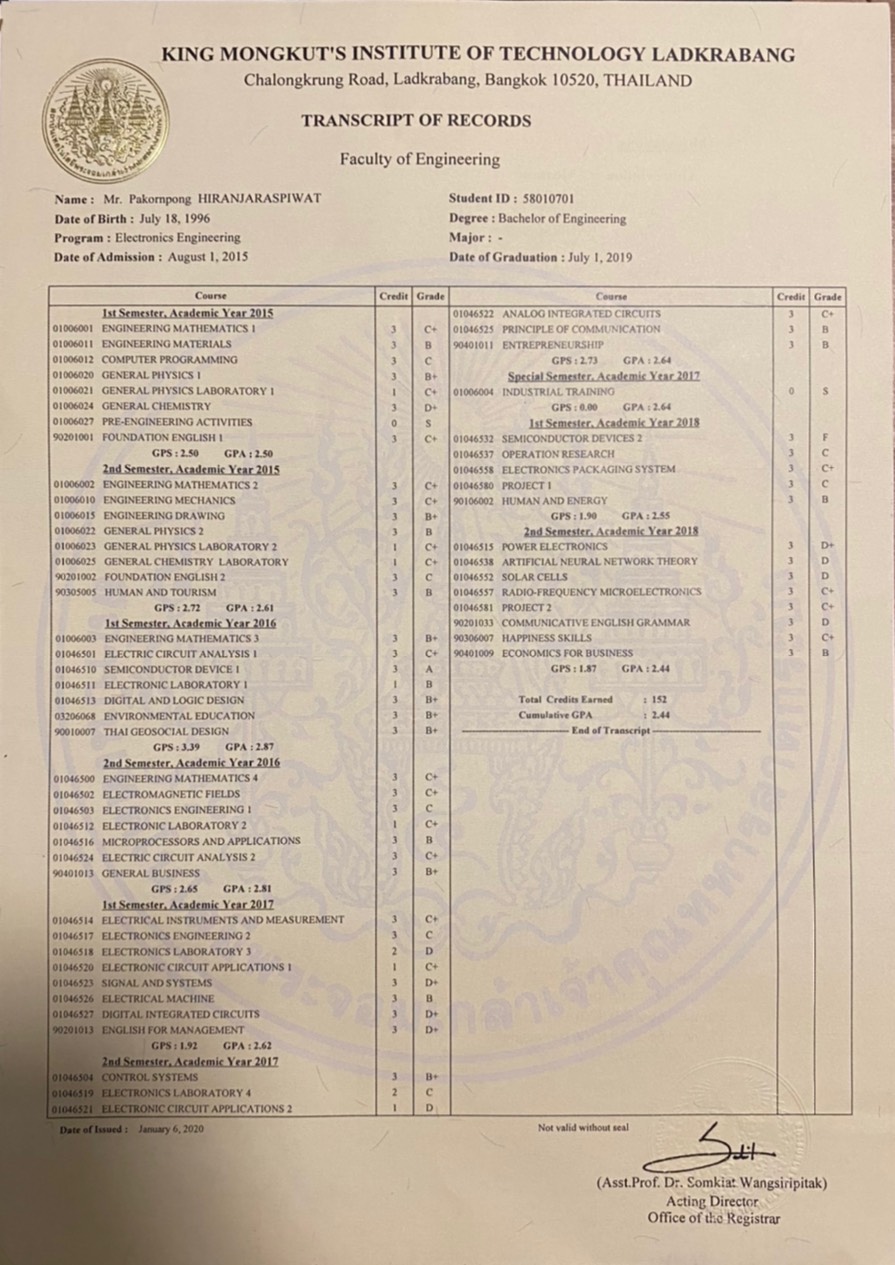 KING MONGKUT'S INSTITUTE OF TECHNOLOGY LADKRABANG
Chalongkrung Road, Ladkrabang, Bangkok 10520, THAILAND
TRANSCRIPT OF RECORDS
Faculty of Engineering
Name : Mr. Pakornpong HIRANJARASPIWAT
Date of Birth : July 18, 1996
Program : Electronics Engineering
Date of Admission : August 1, 2015
Student ID : 58010701
Degree : Bachelor of Engineering
Major : -
Date of Graduation : July 1, 2019
Course Credit Grade
1st Semester, Academic Year 2015
01006001 ENGINEERING MATHEMATICS 1 3 C+
01006011 ENGINEERING MATERIALS 3 B
01006012 COMPUTER PROGRAMMING 3 C
01006020 GENERAL PHYSICS 1 3 B+
01006021 GENERAL PHYSICS LABORATORY 1 1 C+
01006024 GENERAL CHEMISTRY 3 D+
01006027 PRE-ENGINEERING ACTIVITIES 0 S
90201001 FOUNDATION ENGLISH 1 3 C+
GPS : 2.50 GPA : 2.50
2nd Semester, Academic Year 2015
01006002 ENGINEERING MATHEMATICS 2 3 C+
01006010 ENGINEERING MECHANICS 3 C+
01006015 ENGINEERING DRAWING 3 B+
01006022 GENERAL PHYSICS 2 3 B
01006023 GENERAL PHYSICS LABORATORY 2 1 C+
01006025 GENERAL CHEMISTRY LABORATORY 1 C+
90201002 FOUNDATION ENGLISH 2 3 C
90305005 HUMAN AND TOURISM 3 B
GPS : 2.72 GPA : 2.61
1st Semester, Academic Year 2016
01006003 ENGINEERING MATHEMATICS 3 3 B+
01046501 ELECTRIC CIRCUIT ANALYSIS 1 3 C+
01046510 SEMICONDUCTOR DEVICE 1 3 A
01046511 ELECTRONIC LABORATORY 1 1 B
01046513 DIGITAL AND LOGIC DESIGN 3 B+
03206068 ENVIRONMENTAL EDUCATION 3 B+
90010007 THAI GEOSOCIAL DESIGN 3 B+
GPS : 3.39 GPA : 2.87
2nd Semester, Academic Year 2016
01046500 ENGINEERING MATHEMATICS 4 3 C+
01046502 ELECTROMAGNETIC FIELDS 3 C+
01046503 ELECTRONICS ENGINEERING 1 3 C
01046512 ELECTRONIC LABORATORY 2 1 C+
01046516 MICROPROCESSORS AND APPLICATIONS 3 B
01046524 ELECTRIC CIRCUIT ANALYSIS 2 3 C+
90401013 GENERAL BUSINESS 3 B+
GPS : 2.65 GPA : 2.81
1st Semester, Academic Year 2017
01046514 ELECTRICAL INSTRUMENTS AND MEASUREMENT 3 C+
01046517 ELECTRONICS ENGINEERING 2 3 C
01046518 ELECTRONICS LABORATORY 3 2 D
01046520 ELECTRONIC CIRCUIT APPLICATIONS 1 1 C+
01046523 SIGNAL AND SYSTEMS 3 D+
01046526 ELECTRICAL MACHINE 3 B
01046527 DIGITAL INTEGRATED CIRCUITS 3 D+
90201013 ENGLISH FOR MANAGEMENT 3 D+
GPS : 1.92 GPA : 2.62
2nd Semester, Academic Year 2017
01046504 CONTROL SYSTEMS 3 B+
01046519 ELECTRONICS LABORATORY 4 2 C
01046521 ELECTRONIC CIRCUIT APPLICATIONS 2 1 D
Course Credit Grade
01046522 ANALOG INTEGRATED CIRCUITS 3 C+
01046525 PRINCIPLE OF COMMUNICATION 3 B
90401011 ENTREPRENEURSHIP 3 B
GPS : 2.73 GPA : 2.64
Special Semester, Academic Year 2017
01006004 INDUSTRIAL TRAINING 0 S
GPS : 0.00 GPA : 2.64
1st Semester, Academic Year 2018
01046532 SEMICONDUCTOR DEVICES 2 3 F
01046537 OPERATION RESEARCH 3 C
01046558 ELECTRONICS PACKAGING SYSTEM 3 C+
01046580 PROJECT 1 3 C
90106002 HUMAN AND ENERGY 3 B
GPS : 1.90 GPA : 2.55
2nd Semester, Academic Year 2018
01046515 POWER ELECTRONICS 3 D+
01046538 ARTIFICIAL NEURAL NETWORK THEORY 3 D
01046552 SOLAR CELLS 3 D
01046557 RADIO-FREQUENCY MICROELECTRONICS 3 C+
01046581 PROJECT 2 3 C+
90201033 COMMUNICATIVE ENGLISH GRAMMAR 3 D
90306007 HAPPINESS SKILLS 3 C+
90401009 ECONOMICS FOR BUSINESS 3 B
GPS : 1.87 GPA : 2.44
Total Credits Earned : 152
Cumulative GPA : 2.44
End of Transcript
Date of Issued : January 6, 2020
Not valid without seal
(Asst.Prof. Dr. Somkiat Wangsiripitak)
Acting Director
Office of the Registrar